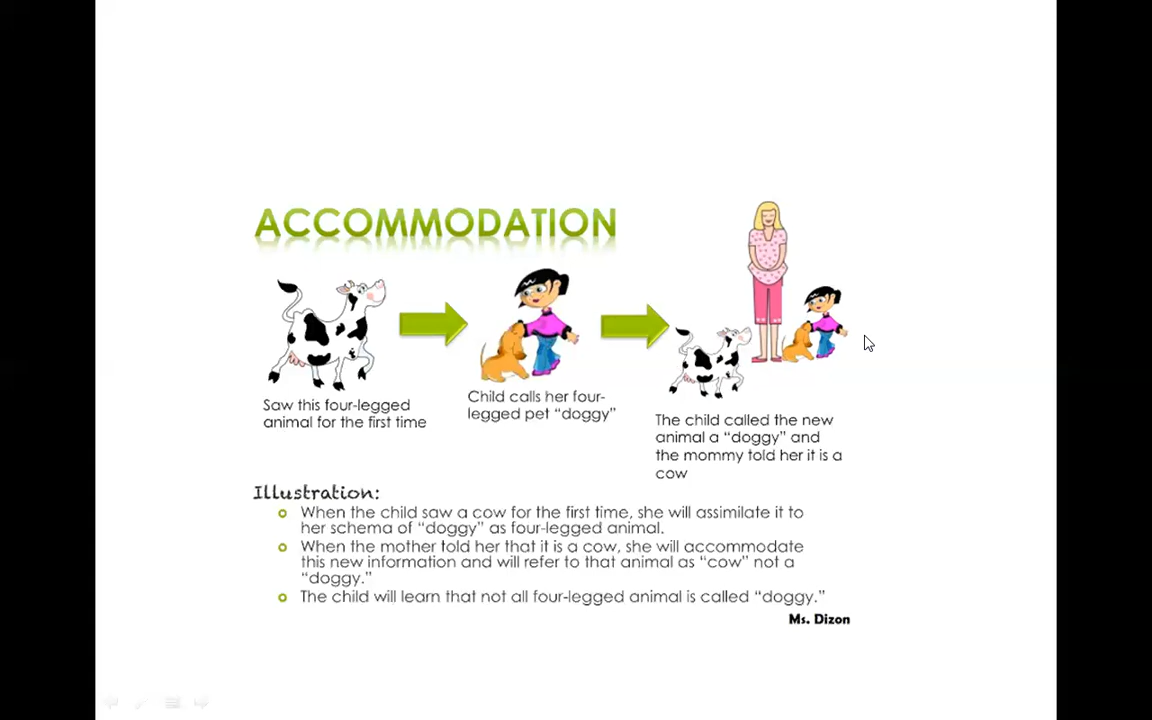 ACCOMMODATION
Saw this four-legged
animal for the first time
Child calls her four-
legged pet “doggy”
The child called the new
animal a “doggy” and
the mommy told her it is a
cow
Illustration:
When the child saw a cow for the first time, she will assimilate it to
her schema of “doggy” as four-legged animal.
When the mother told her that it is a cow, she will accommodate
this new information and will refer to that animal as “cow” not a
“doggy.”
The child will learn that not all four-legged animal is called “doggy.”
Ms. Dizon